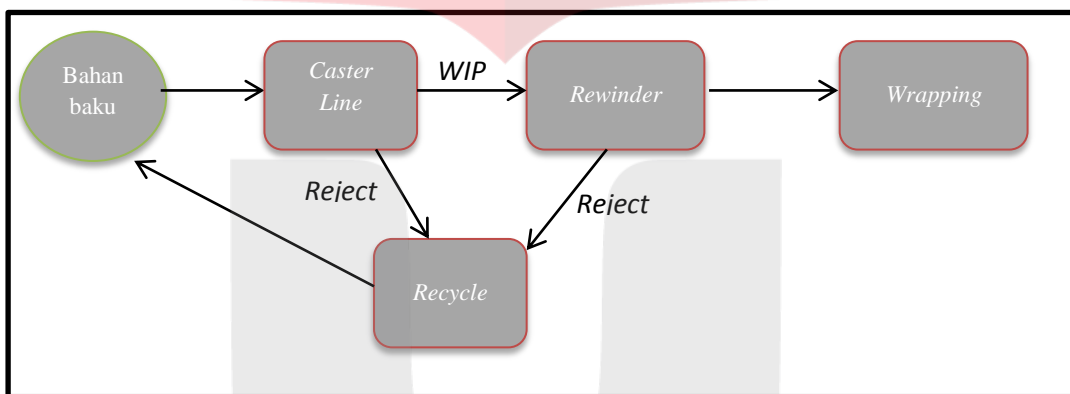 Bahan
baku
Caster
Line
WIP
Rewinder
Wrapping
Reject
Reject
Recycle